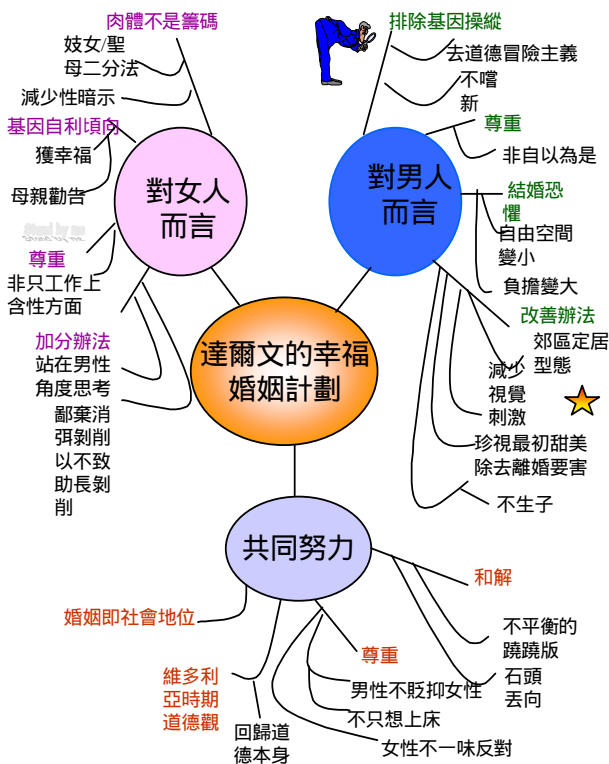 肉體不是籌碼
妓女/聖
母二分法
減少性暗示
基因自利頃向
獲幸福
母親勸告
Stand by me
Stand by me
尊重
非只工作上
含性方面
加分辦法
站在男性
角度思考
鄙棄消
弭剝削
以不致
助長剝
削
對女人
而言
排除基因操縱
去道德冒險主義
不嚐
新
尊重
非自以為是
對男人
而言
結婚恐
懼
自由空間
變小
負擔變大
改善辦法
郊區定居
型態
減少
視覺
刺激
珍視最初甜美
除去離婚要害
不生子
達爾文的幸福
婚姻計劃
共同努力
婚姻即社會地位
維多利
亞時期
道德觀
回歸道
德本身
尊重
男性不貶抑女性
不只想上床
女性不一味反對
和解
不平衡的
蹺蹺版
石頭
丟向